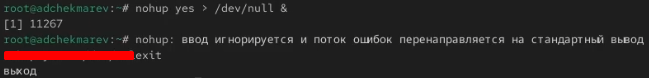 root@adchekmarev:~# nohup yes > /dev/null &
[1] 11267
root@adchekmarev:~# nohup: ввод игнорируется и поток ошибок перенаправляется на стандартный вывод
exit
выход